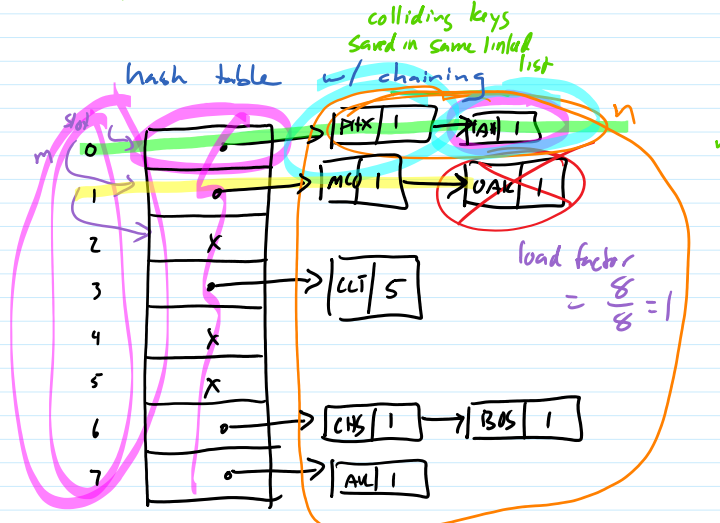 colliding keys
saved in same linked
list
hash table w/ chaining
n
m
slot
0 PHX 1 1
1 MCO 1 OAK 1
2 X
3 CLT 5
4 X
5 X
6 CHS 1 BOS 1
7 1
load factor
= 8/8 = 1